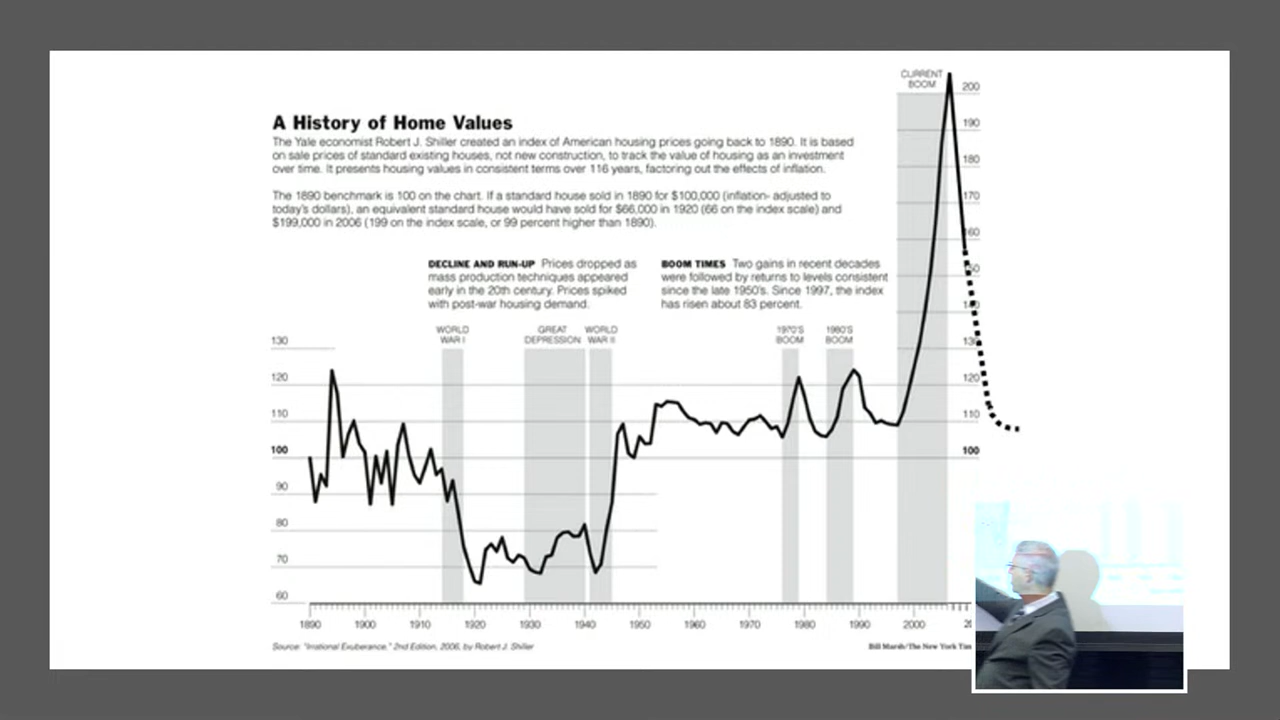 CURRENT
BOOM
A History of Home Values
The Yale economist Robert J. Shiller created an index of American housing prices going back to 1890. It is based
on sale prices of standard existing houses, not new construction, to track the value of housing as an investment
over time. It presents housing values in consistent terms over 116 years, factoring out the effects of inflation.
The 1890 benchmark is 100 on the chart. If a standard house sold in 1890 for $100,000 (inflation- adjusted to
today's dollars), an equivalent standard house would have sold for $66,000 in 1920 (66 on the index scale) and
$199,000 in 2006 (199 on the index scale, or 99 percent higher than 1890).
DECLINE AND RUN-UP Prices dropped as
mass production techniques appeared
early in the 20th century. Prices spiked
with post-war housing demand.
BOOM TIMES Two gains in recent decades
were followed by returns to levels consistent
since the late 1950's. Since 1997, the index
has risen about 83 percent.
WORLD
WAR I
GREAT
DEPRESSION
WORLD
WAR II
1970'S
BOOM
1980'S
BOOM
200
190
180
170
160
150
140
130
120
110
100
130
120
110
100
90
80
70
60
1890 1900 1910 1920 1930 1940 1950 1960 1970 1980 1990 2000
Source: "Irrational Exuberance," 2nd Edition, 2006, by Robert J. Shiller
Bill Marsh/The New York